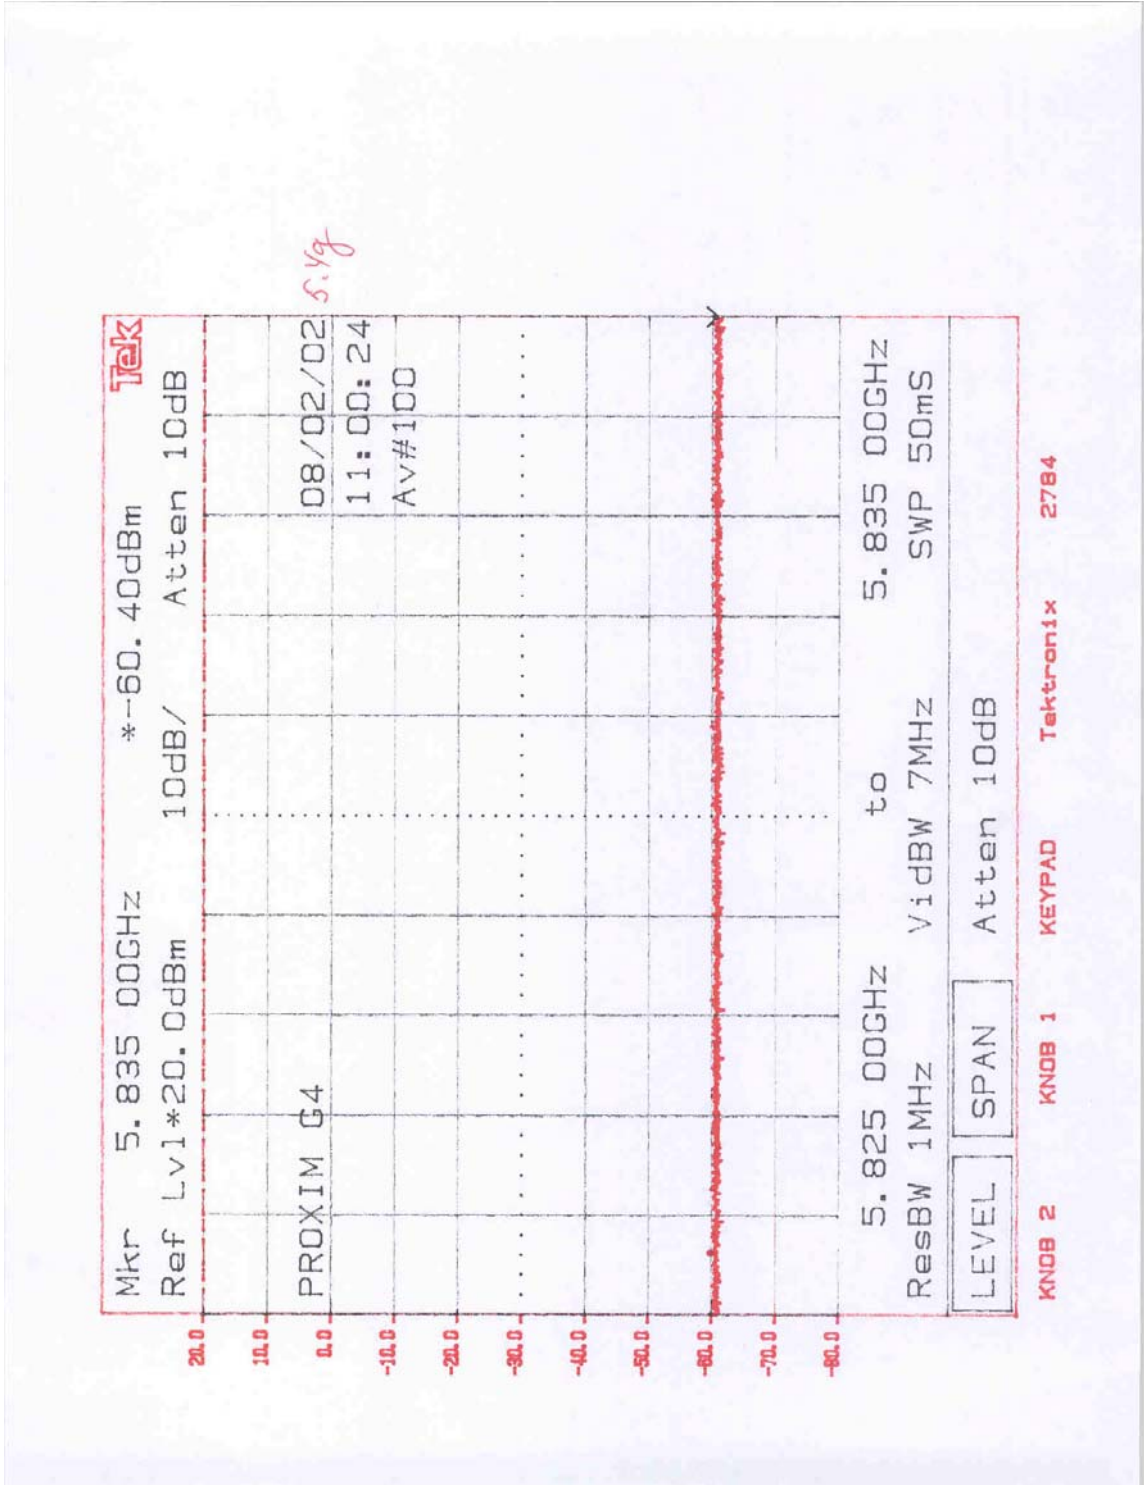 Mkr 5.835 00GHz *-60.40dBm Tek
Ref Lvl*20.0dBm 10dB/ Atten 10dB
20.0
10.0
PROXIM G4 08/02/02 5.4g
0.0
11:00:24
-10.0
Av#100
-20.0
-30.0
-40.0
-50.0
-60.0
-70.0
-80.0
5.825 00GHz to 5.835 00GHz
ResBW 1MHz VidBW 7MHz SWP 50mS
LEVEL SPAN Atten 10dB
KNOB 2 KNOB 1 KEYPAD Tektronix 2784